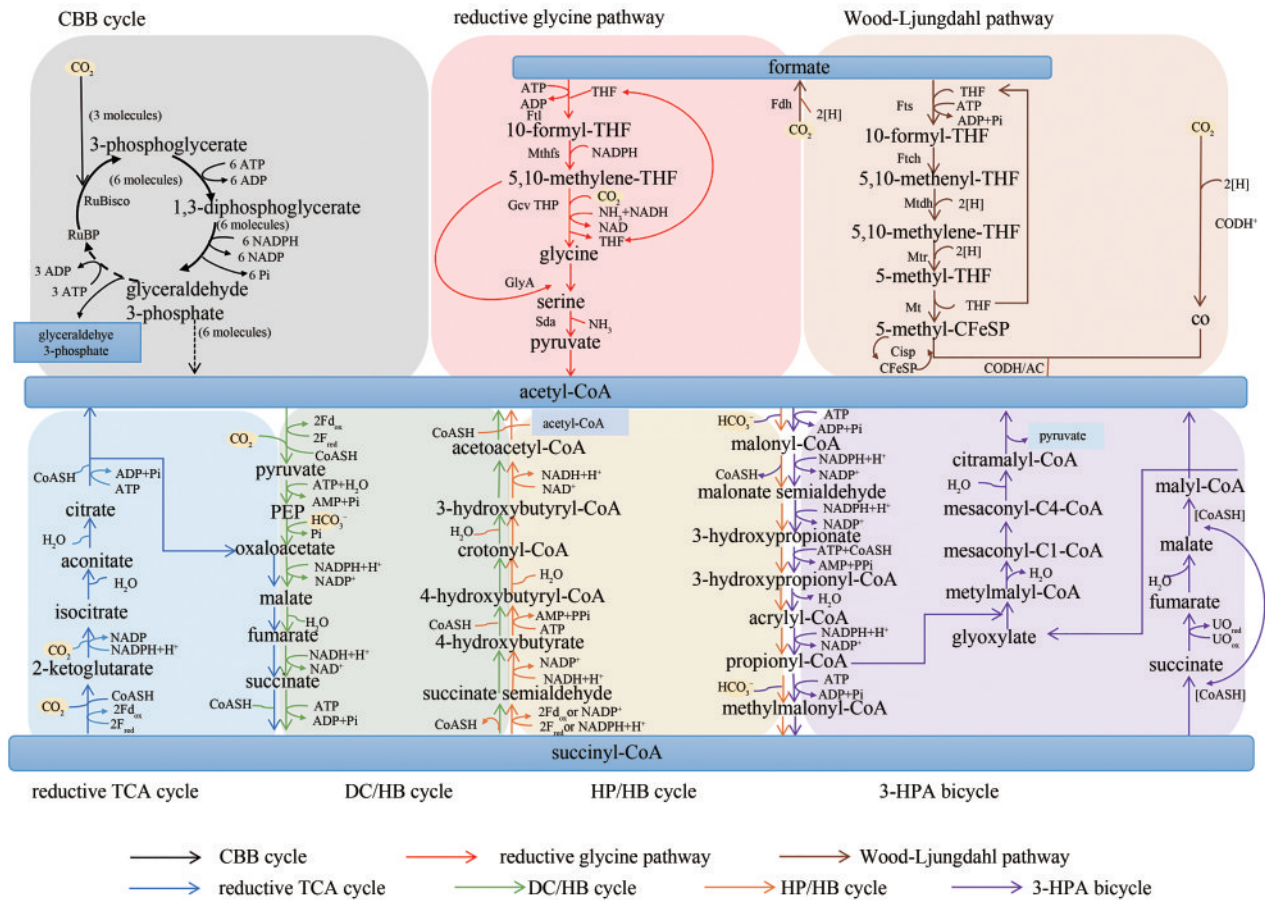 CBB cycle
reductive glycine pathway
Wood-Ljungdahl pathway
CO₂
(3 molecules)
3-phosphoglycerate
(6 molecules)
6 ATP
6 ADP
RuBisco
1,3-diphosphoglycerate
(6 molecules)
RuBP
6 NADPH
6 NADP
6 Pi
3 ADP
3 ATP
glyceraldehyde
3-phosphate
(6 molecules)
glyceraldehye
3-phosphate
formate
ATP
ADP
Ftl
THF
10-formyl-THF
Mthfs
NADPH
5,10-methylene-THF
Gcv THP
CO₂
NH₃+NADH
NAD
THF
glycine
GlyA
serine
Sda
NH₃
pyruvate
Fdh
2[H]
CO₂
Fts
THF
ATP
ADP+Pi
10-formyl-THF
Ftch
5,10-methenyl-THF
Mtdh
2[H]
5,10-methylene-THF
Mtr
2[H]
5-methyl-THF
Mt
THF
5-methyl-CFeSP
Cisp
CFeSP
CODH/AC
CO₂
2[H]
CODH⁺
CO
acetyl-CoA
CoASH
ADP+Pi
ATP
citrate
H₂O
aconitate
H₂O
isocitrate
CO₂
NADP
NADPH+H⁺
2-ketoglutarate
CO₂
CoASH
2Fdₒₓ
2F_red
CO₂
2Fdₒₓ
2F_red
CoASH
pyruvate
ATP+H₂O
AMP+Pi
PEP
HCO₃⁻
Pi
oxaloacetate
NADPH+H⁺
NADP⁺
malate
H₂O
fumarate
NADH+H⁺
NAD⁺
succinate
CoASH
ATP
ADP+Pi
CoASH
acetyl-CoA
acetoacetyl-CoA
NADH+H⁺
NAD⁺
3-hydroxybutyryl-CoA
H₂O
crotonyl-CoA
H₂O
4-hydroxybutyryl-CoA
CoASH
AMP+PPi
ATP
4-hydroxybutyrate
NADP⁺
NADH+H⁺
succinate semialdehyde
CoASH
2Fdₒₓ or NADP⁺
2F_red or NADPH+H⁺
HCO₃⁻
ATP
ADP+Pi
malonyl-CoA
CoASH
NADPH+H⁺
NADP⁺
malonate semialdehyde
NADPH+H⁺
NADP⁺
3-hydroxypropionate
ATP+CoASH
AMP+PPi
3-hydroxypropionyl-CoA
H₂O
acrylyl-CoA
NADPH+H⁺
NADP⁺
propionyl-CoA
HCO₃⁻
ATP
ADP+Pi
methylmalonyl-CoA
pyruvate
citramalyl-CoA
H₂O
mesaconyl-C4-CoA
mesaconyl-C1-CoA
H₂O
metylmalyl-CoA
glyoxylate
malyl-CoA
[CoASH]
malate
H₂O
fumarate
UO_red
UOₒₓ
succinate
[CoASH]
succinyl-CoA
reductive TCA cycle
DC/HB cycle
HP/HB cycle
3-HPA bicycle
CBB cycle
reductive glycine pathway
Wood-Ljungdahl pathway
reductive TCA cycle
DC/HB cycle
HP/HB cycle
3-HPA bicycle